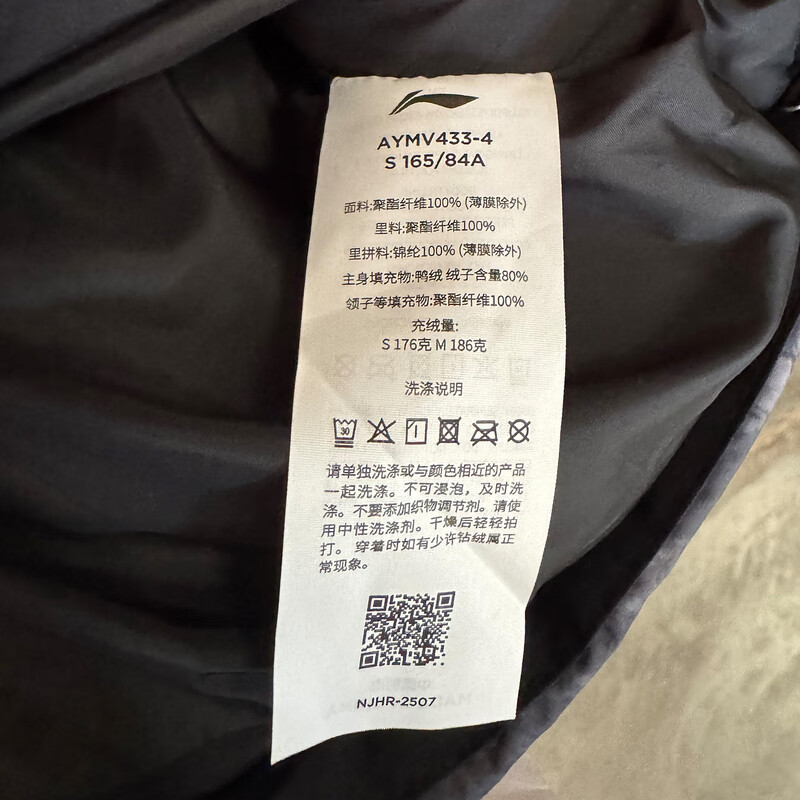 AYMV433-4
S 165/84A
面料:聚酯纤维100% (薄膜除外)
里料:聚酯纤维100%
里拼料:锦纶100% (薄膜除外)
主身填充物:鸭绒 绒子含量80%
领子等填充物:聚酯纤维100%
充绒量:
S 176克 M 186克
洗涤说明
30
请单独洗涤或与颜色相近的产品
一起洗涤。不可浸泡，及时洗
涤。不要添加织物调节剂。请使
用中性洗涤剂。干燥后轻轻拍
打。 穿着时如有少许钻绒属正
常现象。
NJHR-2507